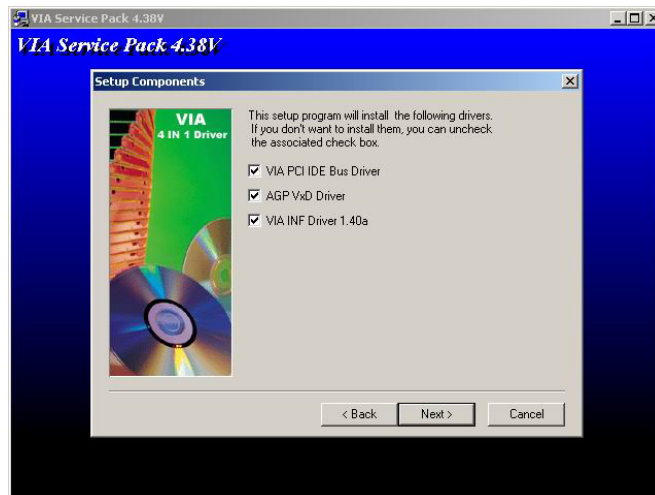 VIA Service Pack 4.38V
VIA Service Pack 4.38V
Setup Components
VIA
4 IN 1 Driver
This setup program will install the following drivers.
If you don't want to install them, you can uncheck
the associated check box.
VIA PCI IDE Bus Driver
AGP VxD Driver
VIA INF Driver 1.40a
< Back
Next >
Cancel